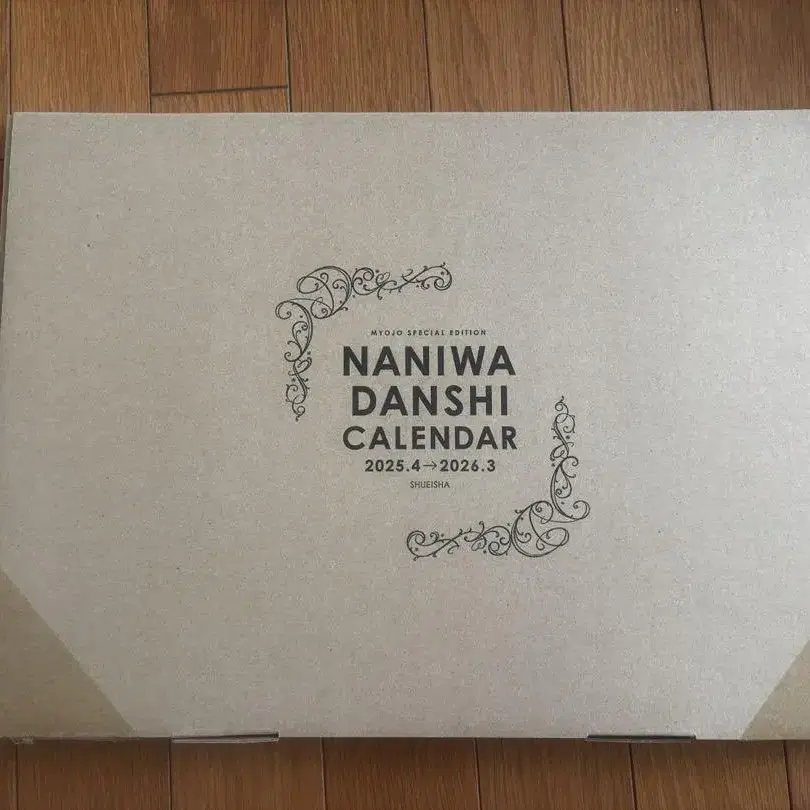 MYOJO SPECIAL EDITION
NANIWA
DANSHI
CALENDAR
2025.4→2026.3
SHUEISHA